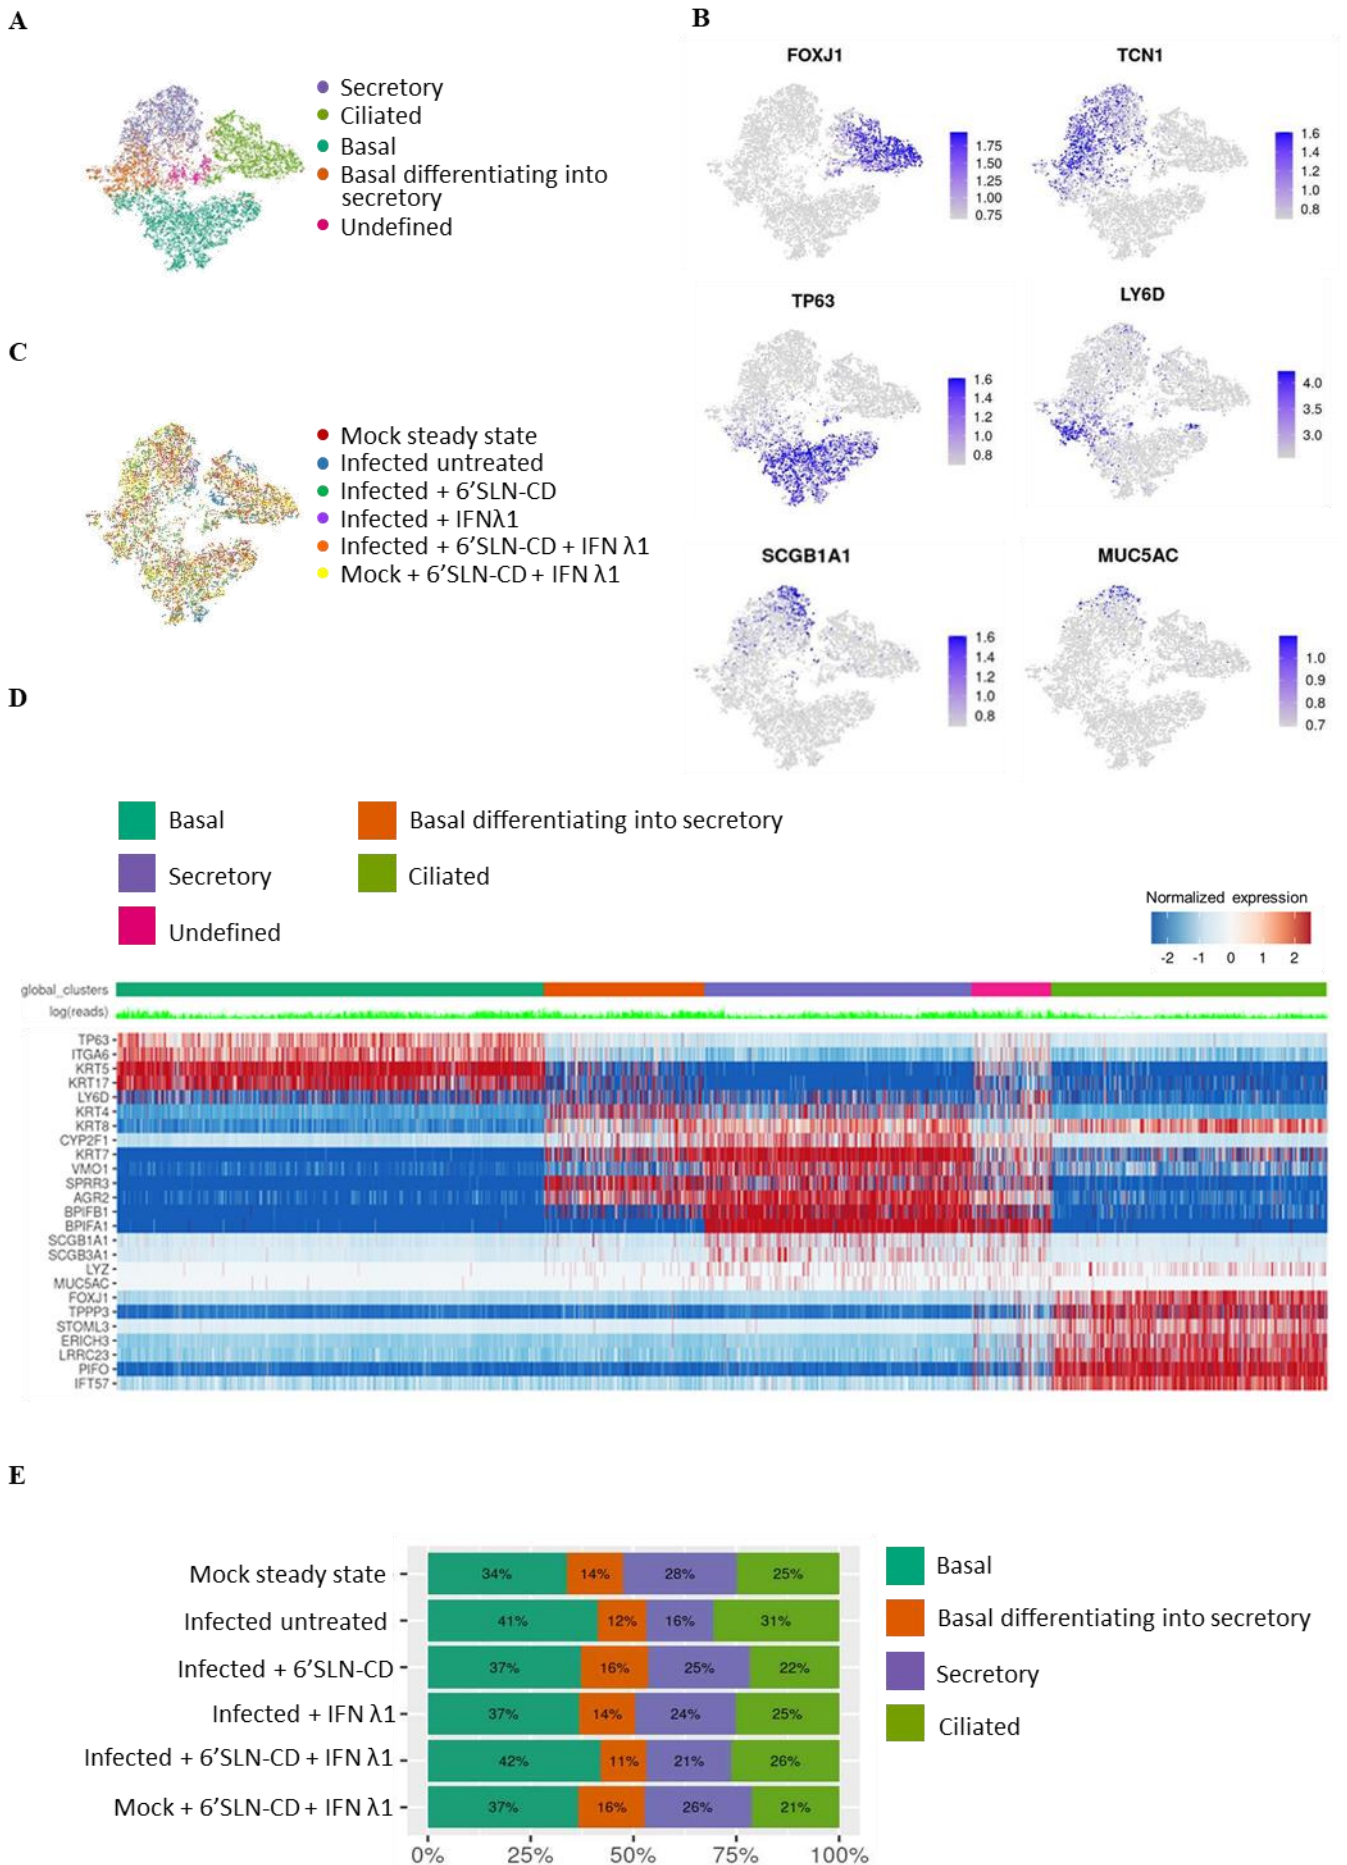 A
Secretory
Ciliated
Basal
Basal differentiating into
secretory
Undefined
B
FOXJ1
1.75
1.50
1.25
1.00
0.75
TCN1
1.6
1.4
1.2
1.0
0.8
TP63
1.6
1.4
1.2
1.0
0.8
LY6D
4.0
3.5
3.0
SCGB1A1
1.6
1.4
1.2
1.0
0.8
MUC5AC
1.0
0.9
0.8
0.7
C
Mock steady state
Infected untreated
Infected + 6’SLN-CD
Infected + IFNλ1
Infected + 6’SLN-CD + IFN λ1
Mock + 6’SLN-CD + IFN λ1
D
Basal
Basal differentiating into secretory
Secretory
Ciliated
Undefined
Normalized expression
-2 -1 0 1 2
global_clusters
log(reads)
TP63
ITGA6
KRT5
KRT17
LY6D
KRT4
KRT8
CYP2F1
KRT7
VMO1
SPRR3
AGR2
BPIFB1
BPIFA1
SCGB1A1
SCGB3A1
LYZ
MUC5AC
FOXJ1
TPPP3
STOML3
ERICH3
LRRC23
PIFO
IFT57
E
Mock steady state 34% 14% 28% 25%
Infected untreated 41% 12% 16% 31%
Infected + 6’SLN-CD 37% 16% 25% 22%
Infected + IFN λ1 37% 14% 24% 25%
Infected + 6’SLN-CD + IFN λ1 42% 11% 21% 26%
Mock + 6’SLN-CD + IFN λ1 37% 16% 26% 21%
0% 25% 50% 75% 100%
Basal
Basal differentiating into secretory
Secretory
Ciliated